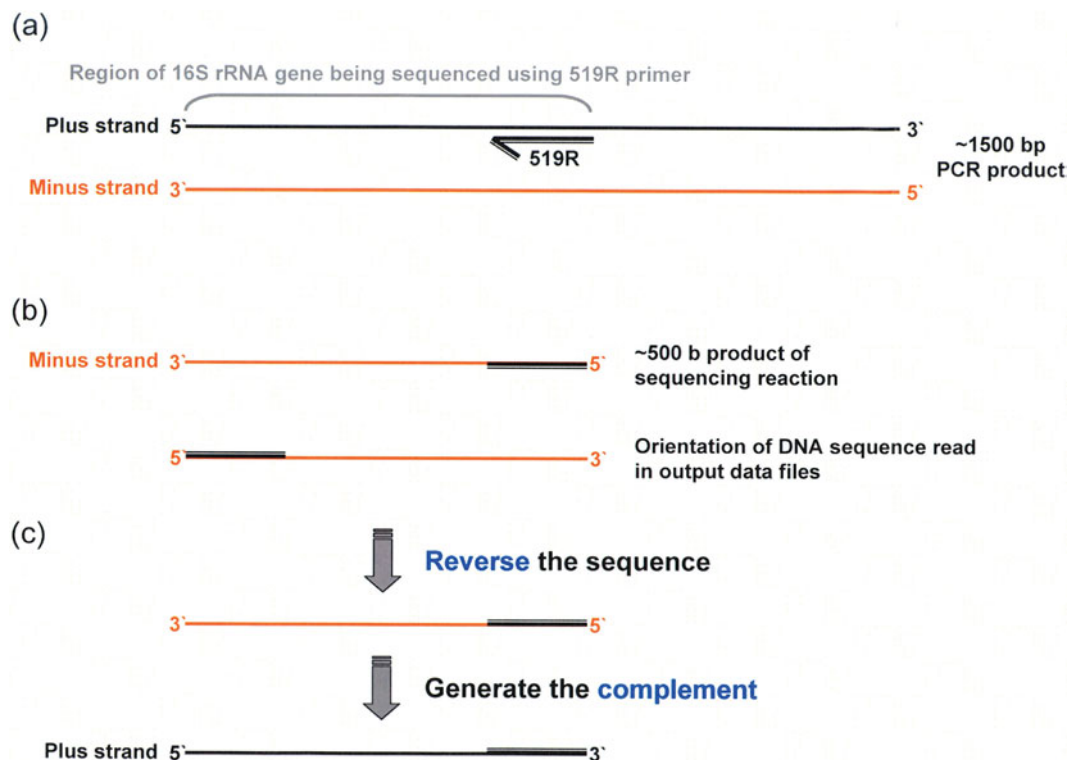 (a)
Region of 16S rRNA gene being sequenced using 519R primer
Plus strand 5` 3`
519R
~1500 bp
PCR product
Minus strand 3` 5`
(b)
Minus strand 3` 5`
~500 b product of
sequencing reaction
5` 3`
Orientation of DNA sequence read
in output data files
(c)
Reverse the sequence
3` 5`
Generate the complement
Plus strand 5` 3`